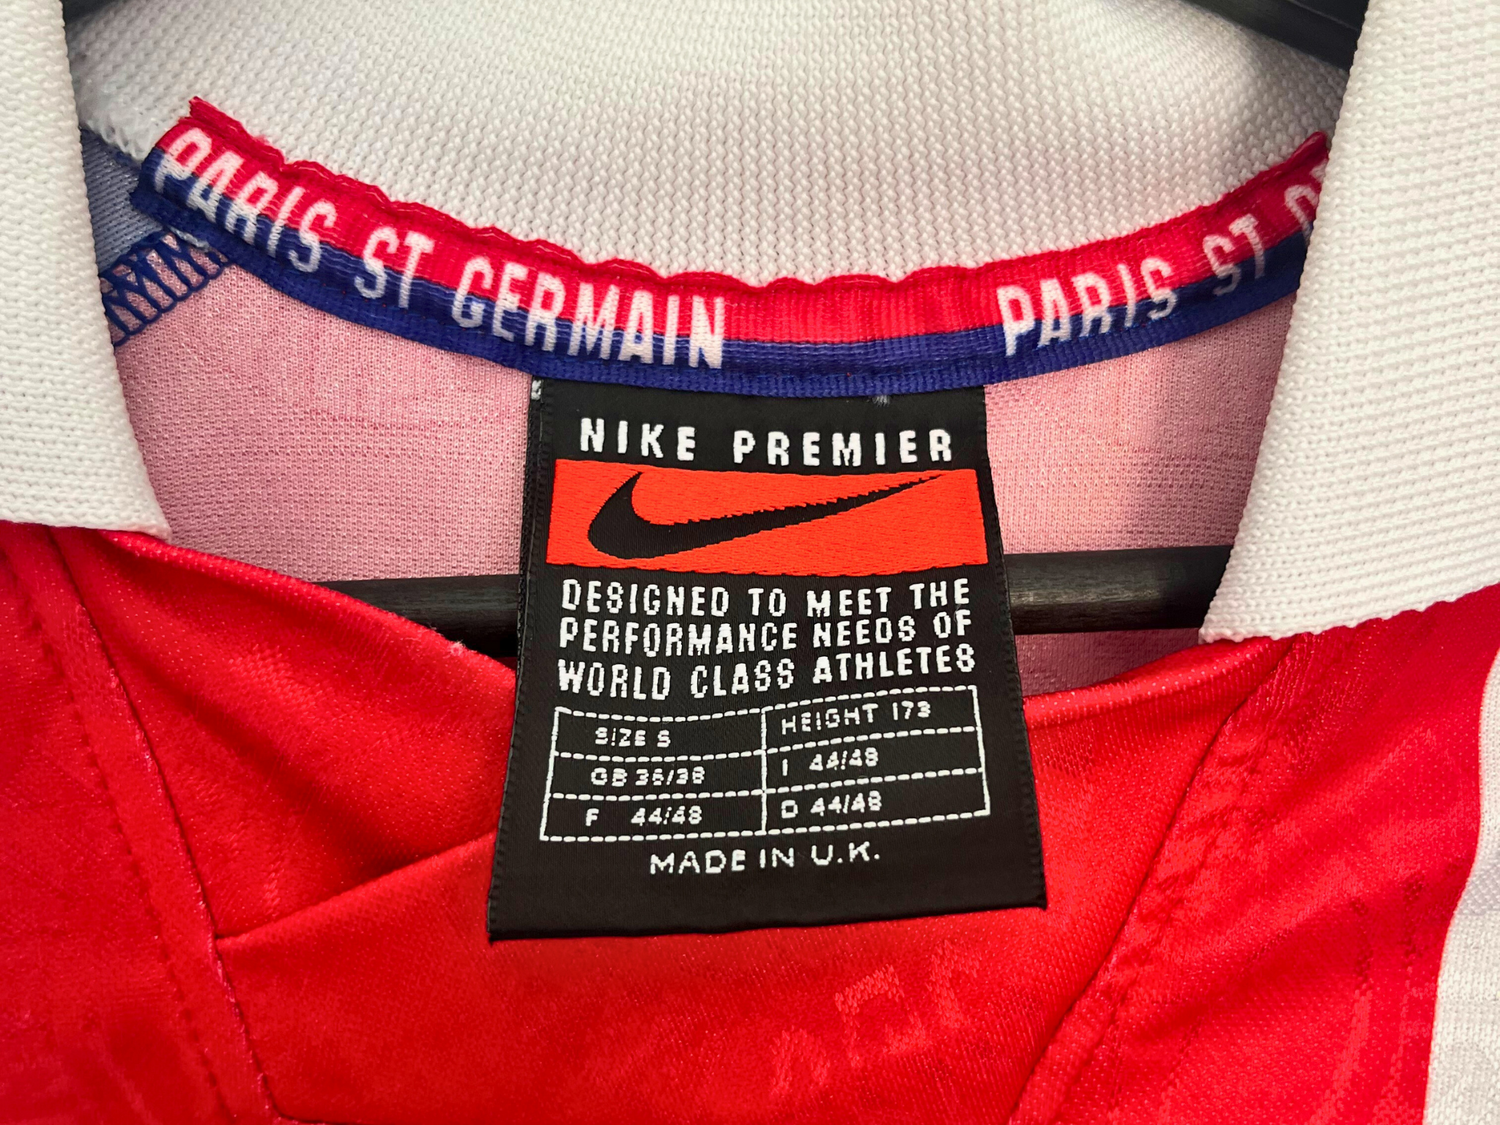 PARIS ST GERMAIN PARIS ST
NIKE PREMIER
DESIGNED TO MEET THE
PERFORMANCE NEEDS OF
WORLD CLASS ATHLETES
SIZE S HEIGHT 173
GB 36/38 I 44/48
F 44/48 D 44/48
MADE IN U.K.